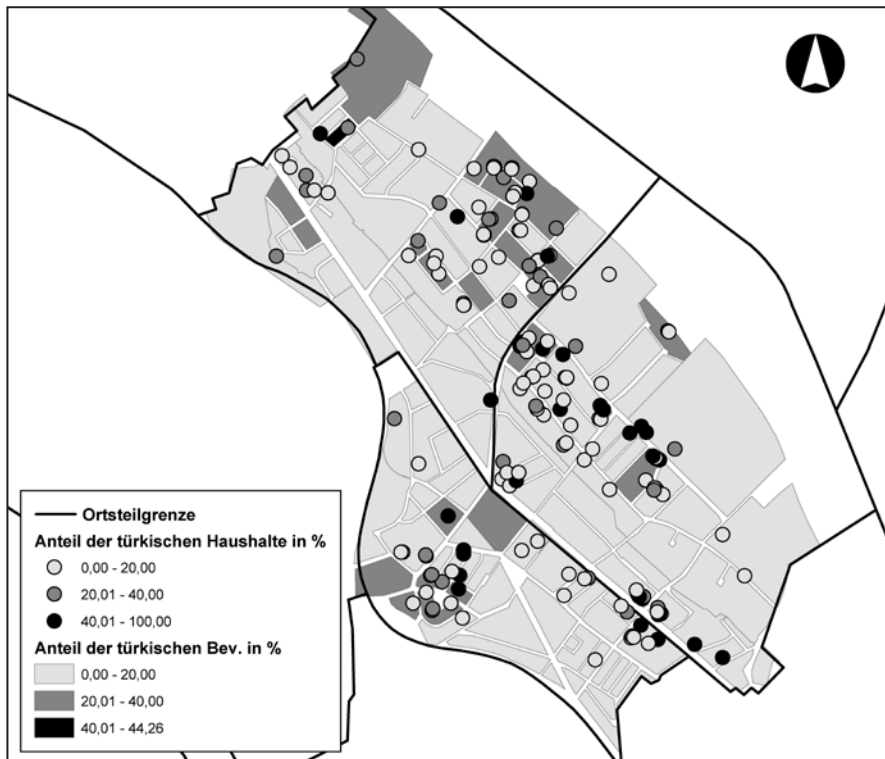 Ortsteilgrenze
Anteil der türkischen Haushalte in %
0,00 - 20,00
20,01 - 40,00
40,01 - 100,00
Anteil der türkischen Bev. in %
0,00 - 20,00
20,01 - 40,00
40,01 - 44,26